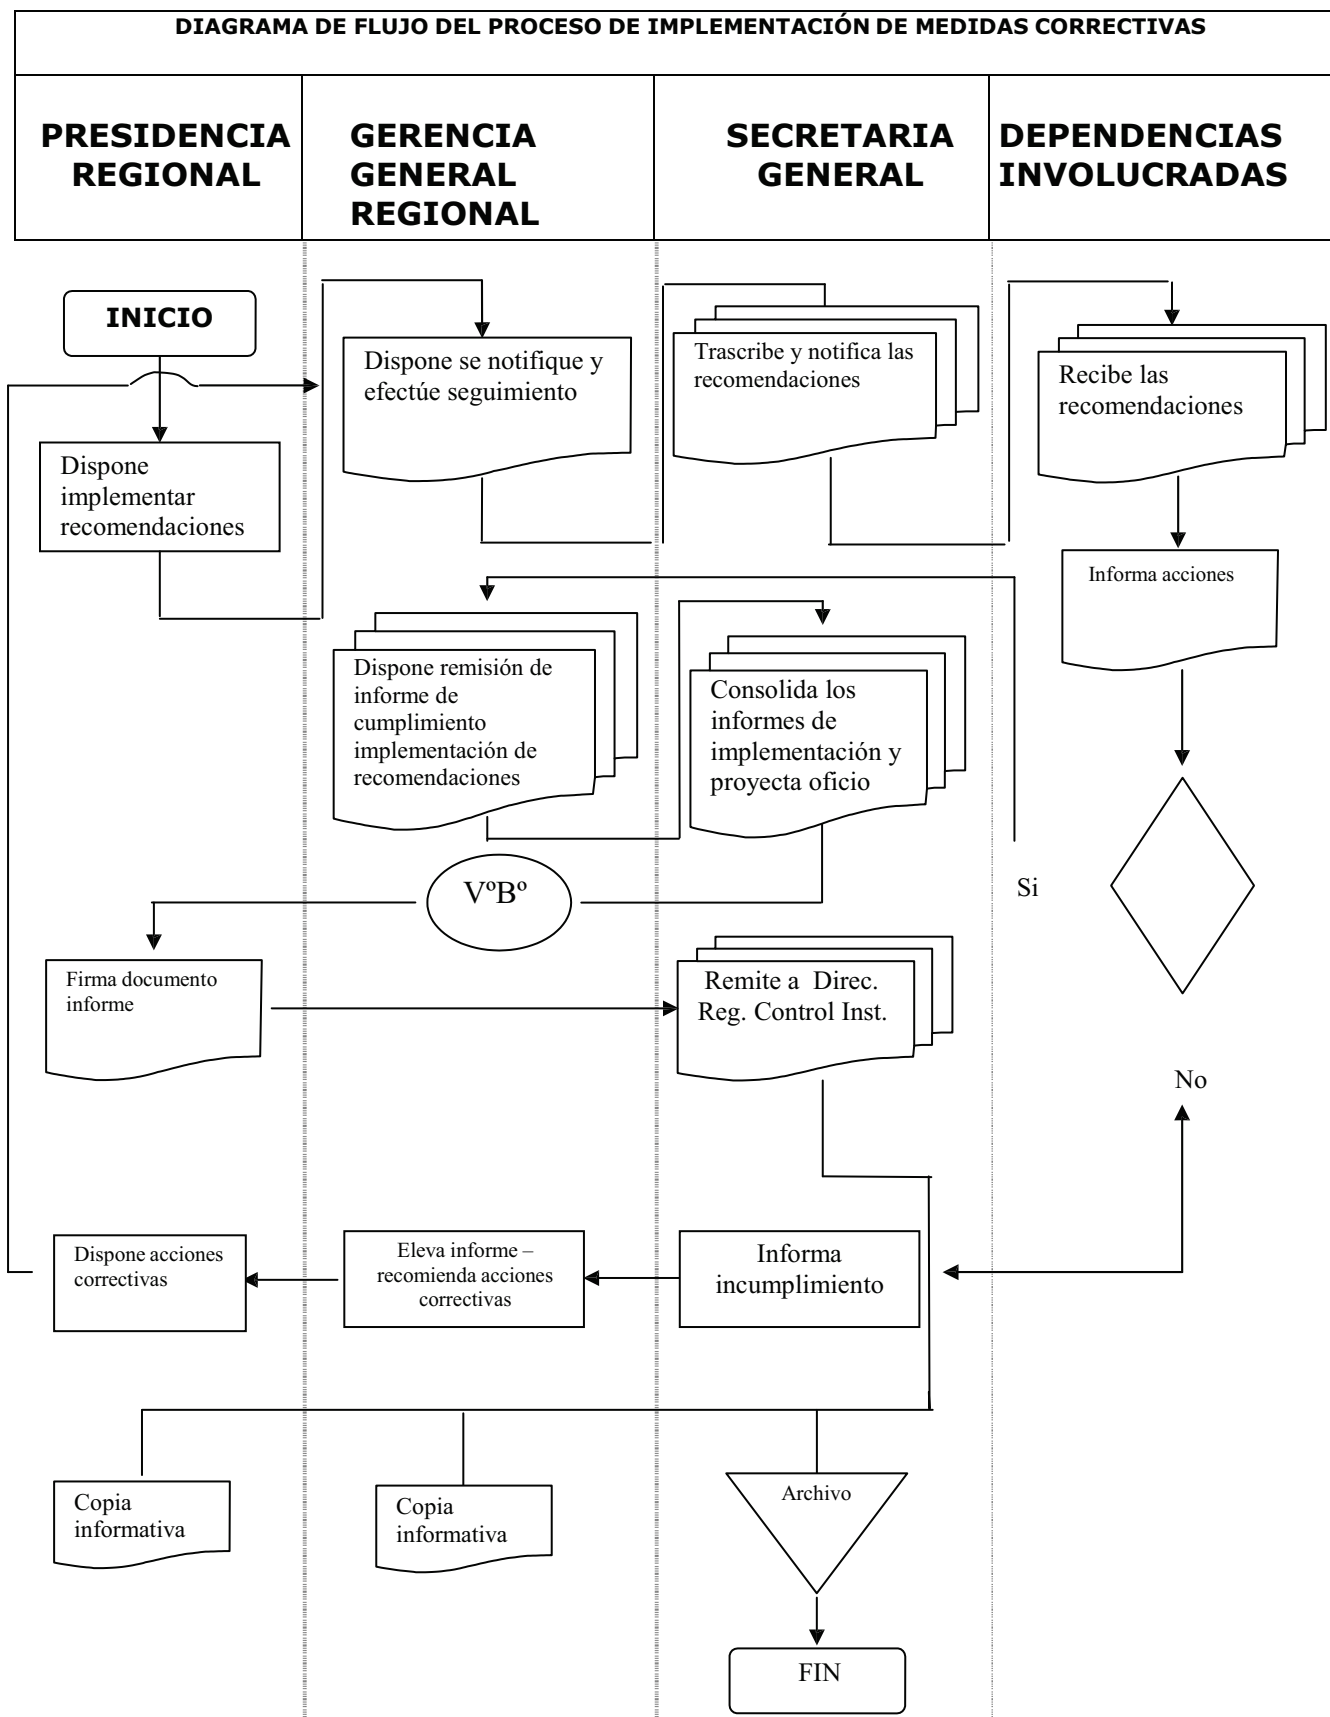 DIAGRAMA DE FLUJO DEL PROCESO DE IMPLEMENTACIÓN DE MEDIDAS CORRECTIVAS
PRESIDENCIA
REGIONAL
GERENCIA
GENERAL
REGIONAL
SECRETARIA
GENERAL
DEPENDENCIAS
INVOLUCRADAS
INICIO
Dispone se notifique y
efectúe seguimiento
Trascribe y notifica las
recomendaciones
Recibe las
recomendaciones
Dispone
implementar
recomendaciones
Informa acciones
Dispone remisión de
informe de
cumplimiento
implementación de
recomendaciones
Consolida los
informes de
implementación y
proyecta oficio
VºBº
Si
Firma documento
informe
Remite a Direc.
Reg. Control Inst.
No
Dispone acciones
correctivas
Eleva informe –
recomienda acciones
correctivas
Informa
incumplimiento
Copia
informativa
Copia
informativa
Archivo
FIN